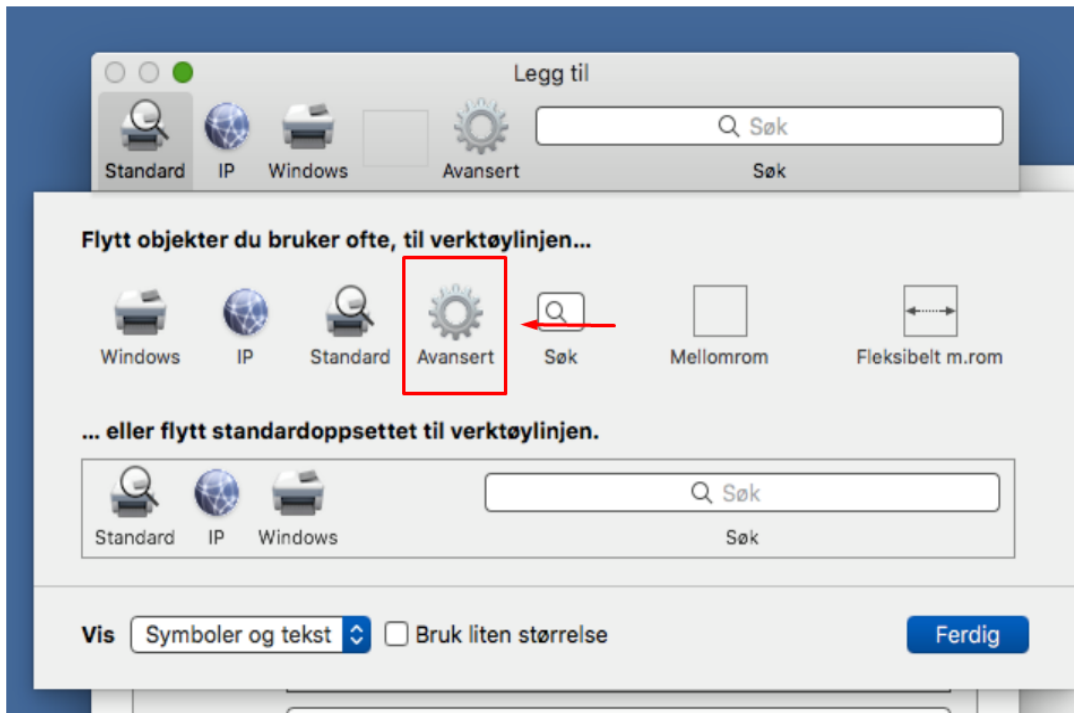 Legg til
Søk
Standard IP Windows Avansert Søk
Flytt objekter du bruker ofte, til verktøylinjen...
Windows IP Standard Avansert Søk Mellomrom Fleksibelt m.rom
... eller flytt standardoppsettet til verktøylinjen.
Søk
Standard IP Windows Søk
Vis Symboler og tekst Bruk liten størrelse Ferdig